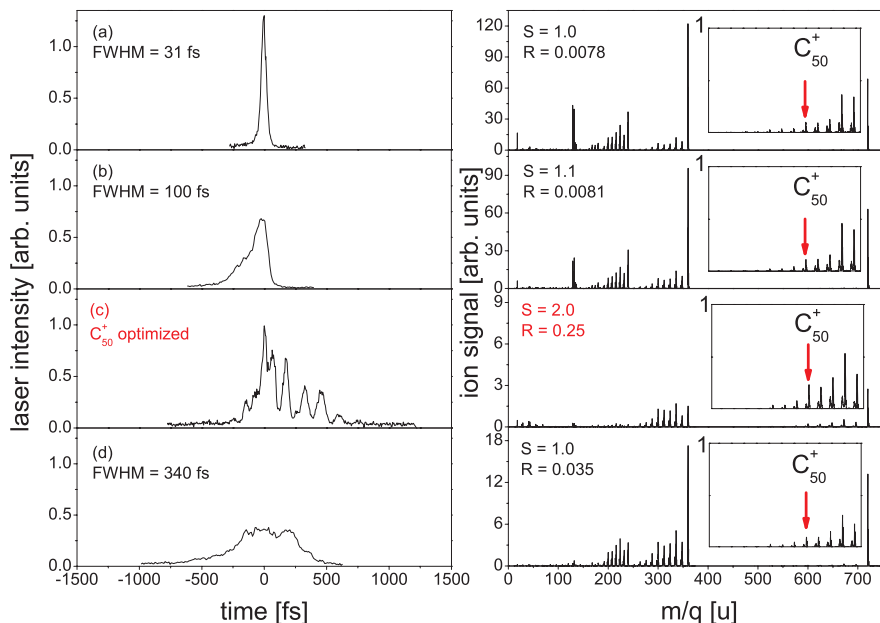 (a)
FWHM = 31 fs
1.0
0.5
0.0
(b)
FWHM = 100 fs
1.0
0.5
0.0
(c)
C50+ optimized
1.0
0.5
0.0
(d)
FWHM = 340 fs
1.0
0.5
0.0
-1500 -1000 -500 0 500 1000 1500
time [fs]
laser intensity [arb. units]
S = 1.0
R = 0.0078
1
C50+
120
90
60
30
0
S = 1.1
R = 0.0081
1
C50+
90
60
30
0
S = 2.0
R = 0.25
1
C50+
9
6
3
0
S = 1.0
R = 0.035
1
C50+
18
12
6
0
0 100 200 300 400 500 600 700
m/q [u]
ion signal [arb. units]